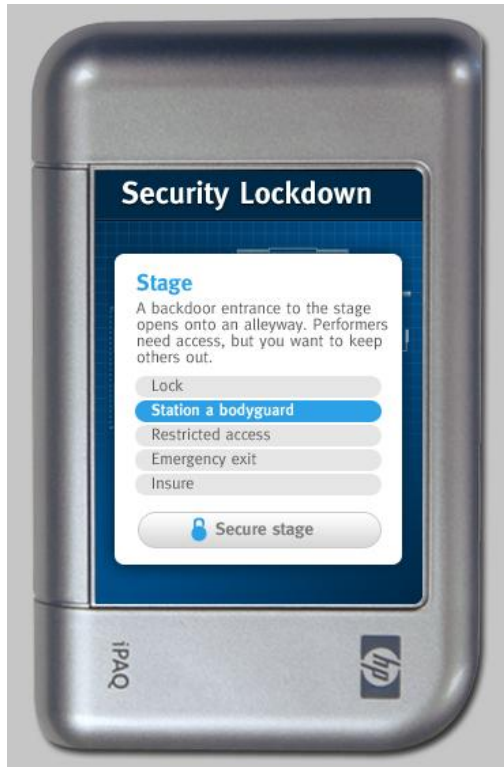 Security Lockdown
Stage
A backdoor entrance to the stage
opens onto an alleyway. Performers
need access, but you want to keep
others out.
Lock
Station a bodyguard
Restricted access
Emergency exit
Insure
Secure stage
iPAQ
hp